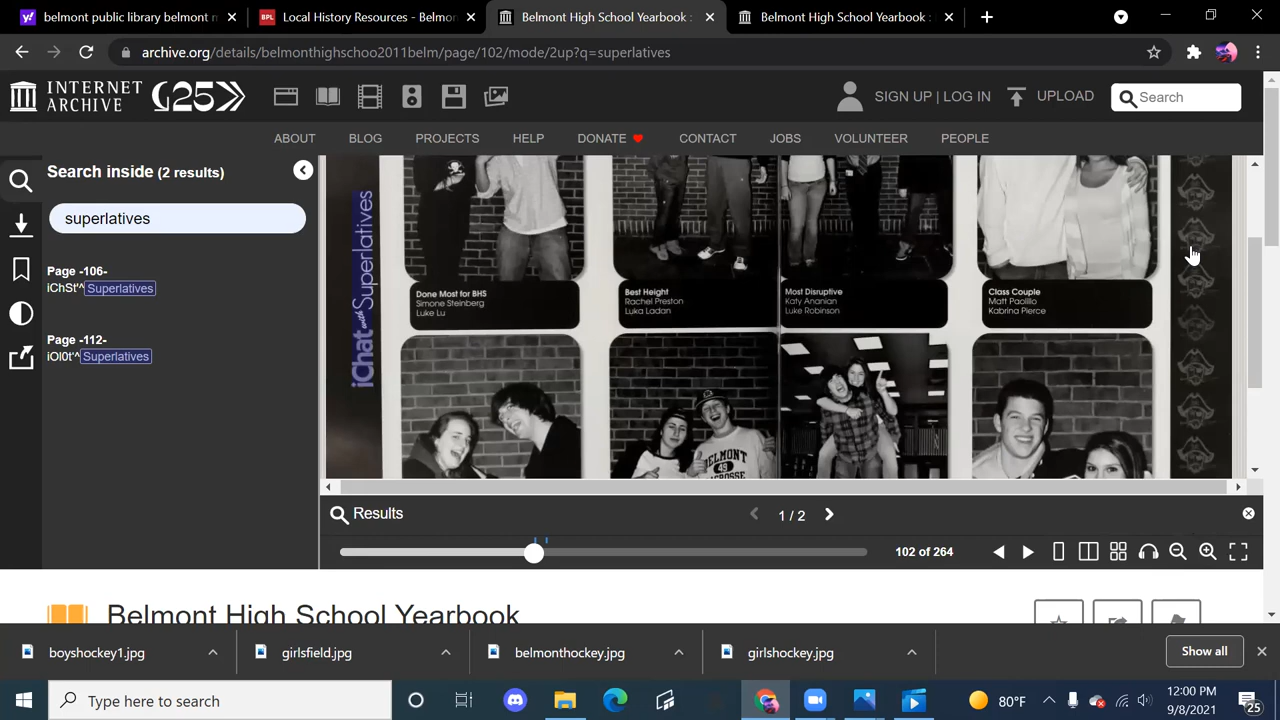 belmont public library belmont m
Local History Resources - Belmon
Belmont High School Yearbook :
Belmont High School Yearbook :
archive.org/details/belmonthighschoo2011belm/page/102/mode/2up?q=superlatives
INTERNET ARCHIVE
25
SIGN UP | LOG IN
UPLOAD
Search
ABOUT BLOG PROJECTS HELP DONATE CONTACT JOBS VOLUNTEER PEOPLE
Search inside (2 results)
superlatives
Page -106-
iChSt'^Superlatives
Page -112-
iOl0t'^Superlatives
iChat with Superlatives
Done Most for BHS
Simone Steinberg
Luke Lu
Best Height
Rachel Preston
Luka Ladan
Most Disruptive
Katy Ananian
Luke Robinson
Class Couple
Matt Paolillo
Kabrina Pierce
BELMONT
49
LACROSSE
Results
1 / 2
102 of 264
Belmont High School Yearbook
boyshockey1.jpg
girlsfield.jpg
belmonthockey.jpg
girlshockey.jpg
Show all
Type here to search
80°F
12:00 PM
9/8/2021
25